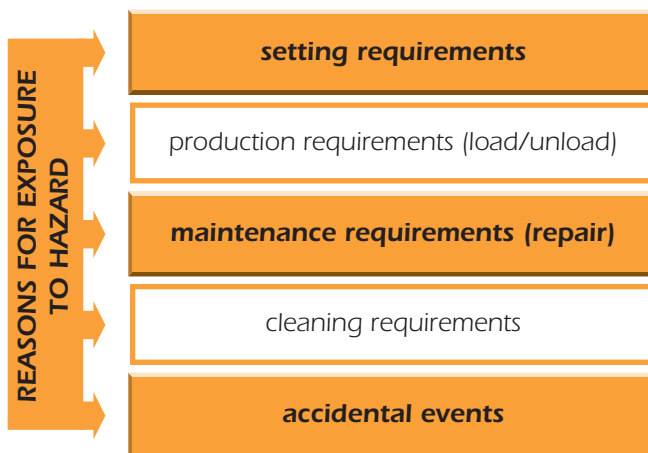 REASONS FOR EXPOSURE
TO HAZARD
setting requirements
production requirements (load/unload)
maintenance requirements (repair)
cleaning requirements
accidental events